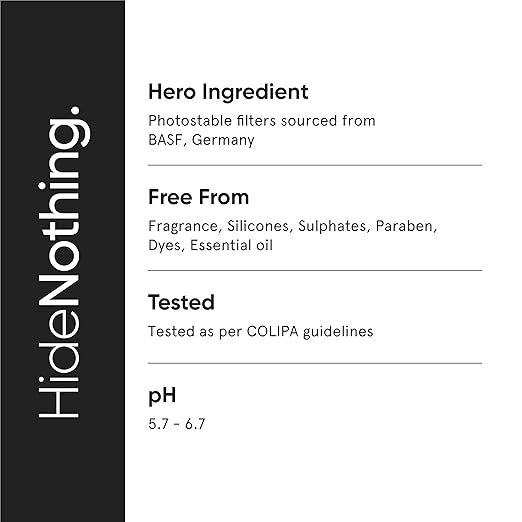 HideNothing.
Hero Ingredient
Photostable filters sourced from
BASF, Germany
Free From
Fragrance, Silicones, Sulphates, Paraben,
Dyes, Essential oil
Tested
Tested as per COLIPA guidelines
pH
5.7 - 6.7